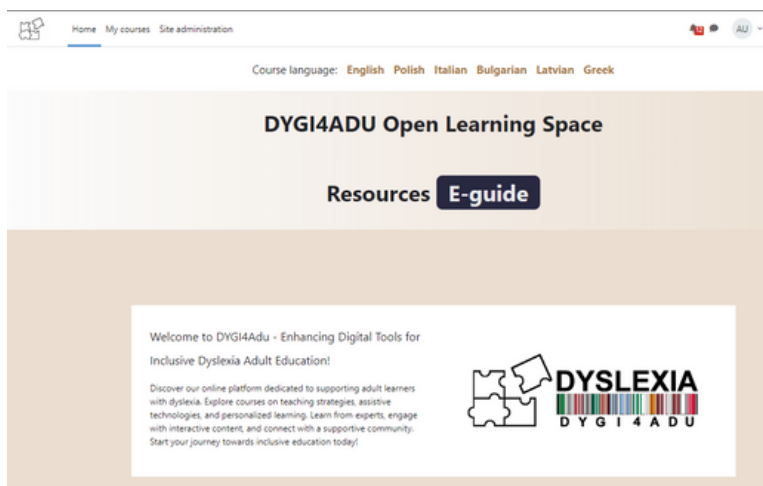 Home My courses Site administration
AU
Course language: English Polish Italian Bulgarian Latvian Greek
DYGI4ADU Open Learning Space
Resources E-guide
Welcome to DYGI4Adu - Enhancing Digital Tools for
Inclusive Dyslexia Adult Education!
Discover our online platform dedicated to supporting adult learners
with dyslexia. Explore courses on teaching strategies, assistive
technologies, and personalized learning. Learn from experts, engage
with interactive content, and connect with a supportive community.
Start your journey towards inclusive education today!
DYSLEXIA
DYGI4ADU